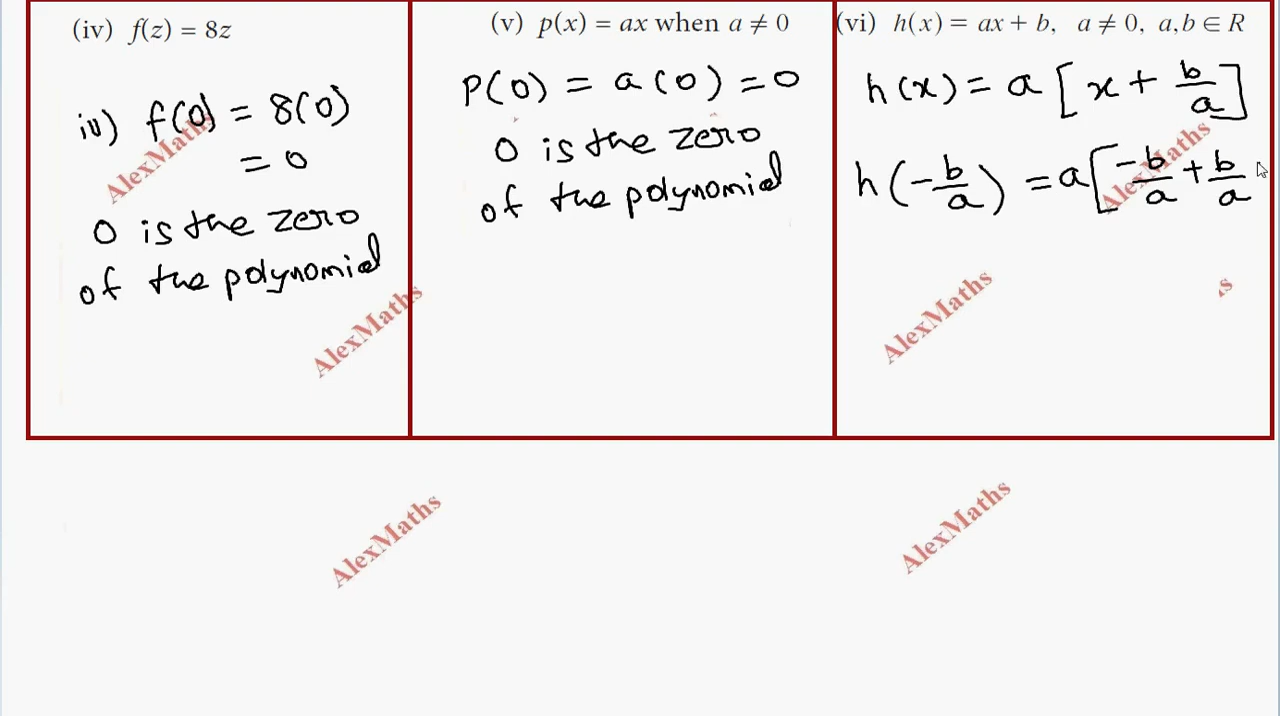 (iv) f(z) = 8z
iv) f(0) = 8(0)
= 0
0 is the zero
of the polynomial
(v) p(x) = ax when a ≠ 0
P(0) = a(0) = 0
0 is the zero
of the polynomial
(vi) h(x) = ax + b, a ≠ 0, a, b ∈ R
h(x) = a [x + b/a]
h(-b/a) = a[-b/a + b/a
AlexMaths
AlexMaths
AlexMaths
AlexMaths
s
AlexMaths
AlexMaths